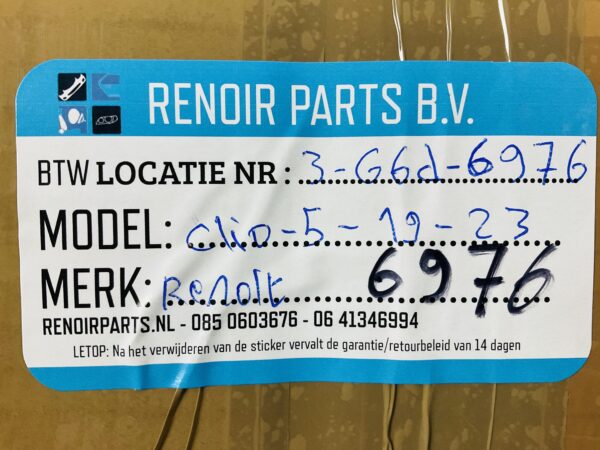 RENOIR PARTS B.V.
BTW LOCATIE NR : 3-G6d-6976
MODEL: clio-5-19-23
MERK: Renolt 6976
RENOIRPARTS.NL - 085 0603676 - 06 41346994
LETOP: Na het verwijderen van de sticker vervalt de garantie/retourbeleid van 14 dagen